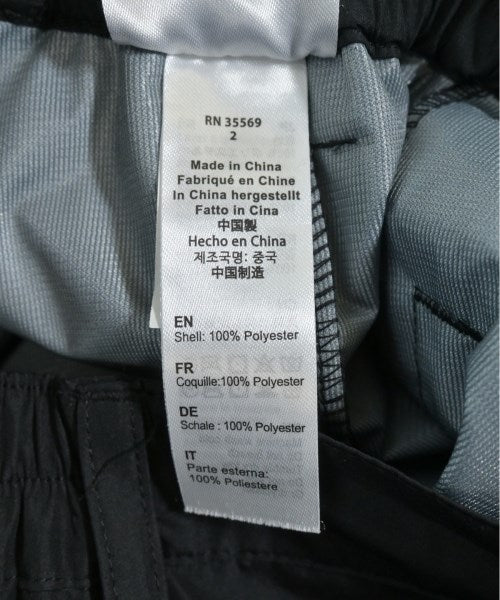 RN 35569
2
Made in China
Fabriqué en Chine
In China hergestellt
Fatto in Cina
中国製
Hecho en China
제조국명: 중국
中国制造
EN
Shell: 100% Polyester
FR
Coquille:100% Polyester
DE
Schale : 100% Polyester
IT
Parte esterna:
100% Poliestere